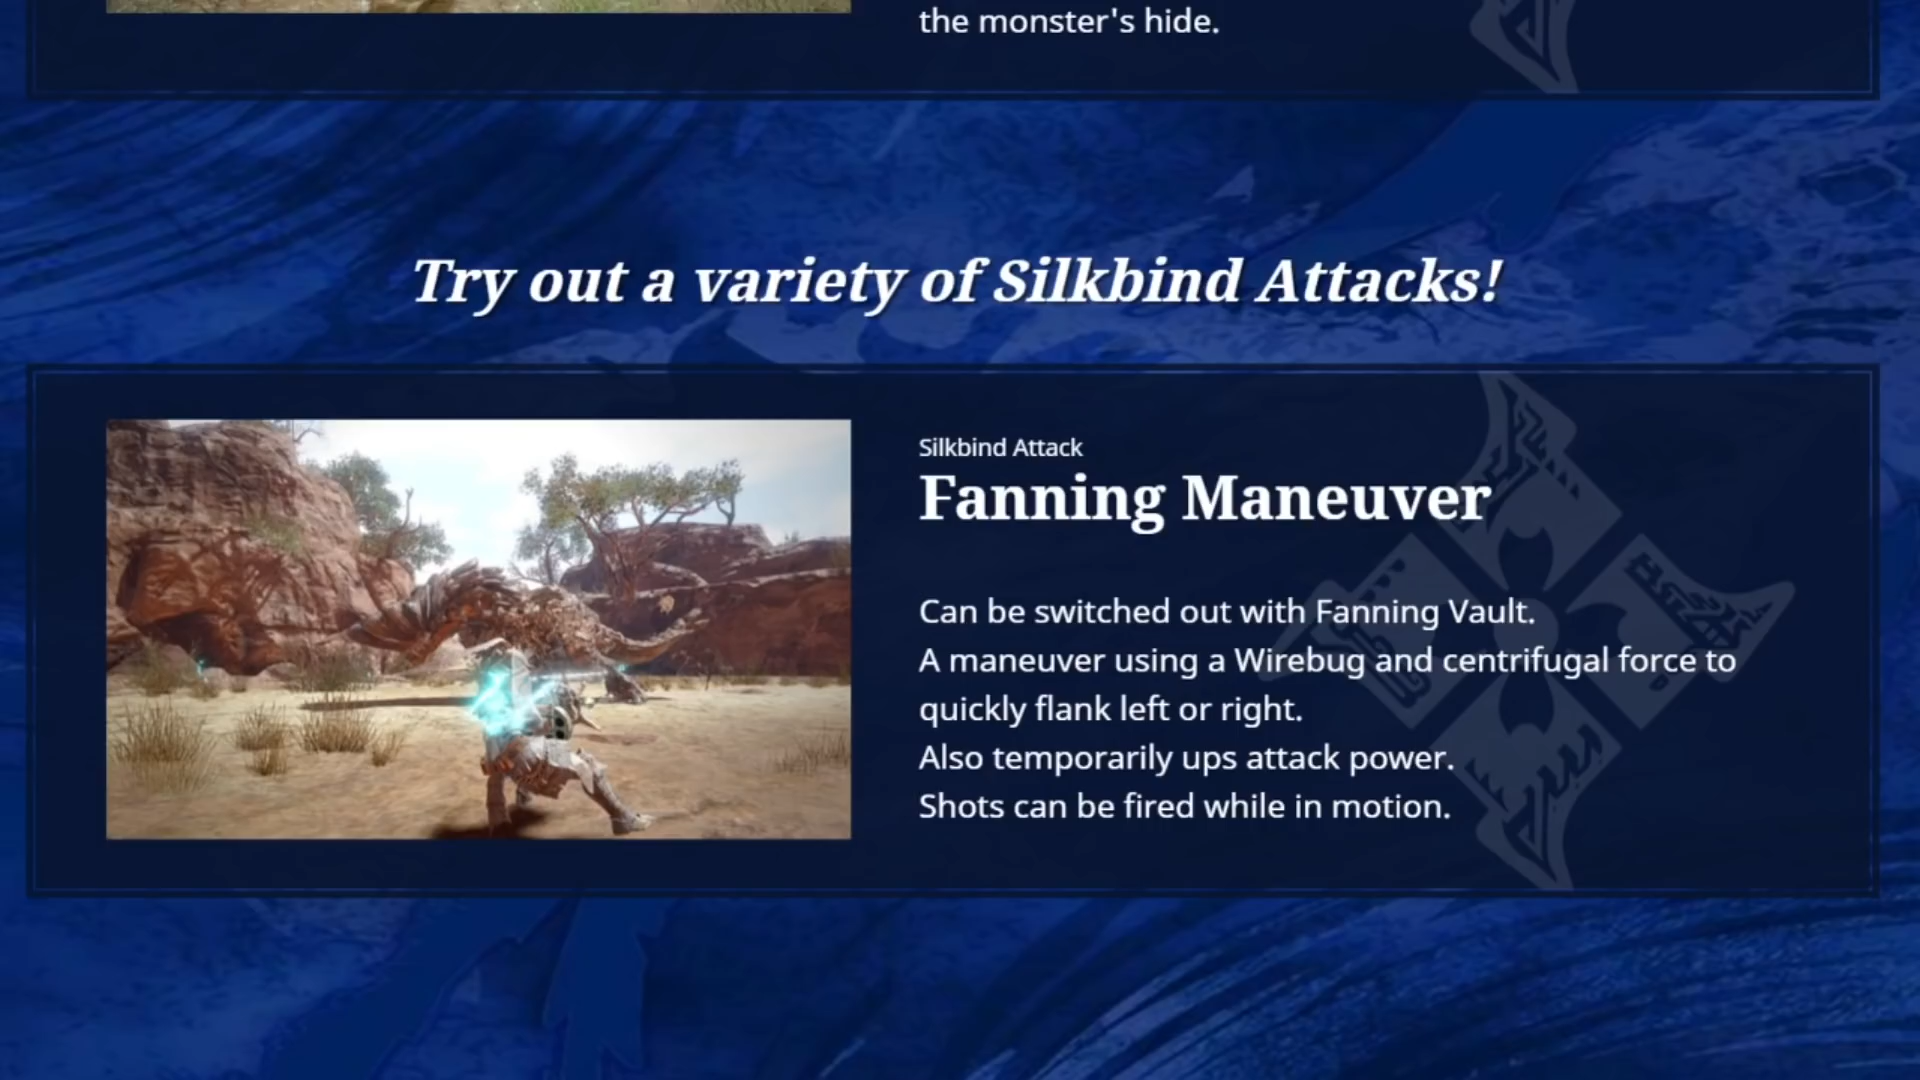 the monster's hide.
Try out a variety of Silkbind Attacks!
Silkbind Attack
Fanning Maneuver
Can be switched out with Fanning Vault.
A maneuver using a Wirebug and centrifugal force to
quickly flank left or right.
Also temporarily ups attack power.
Shots can be fired while in motion.